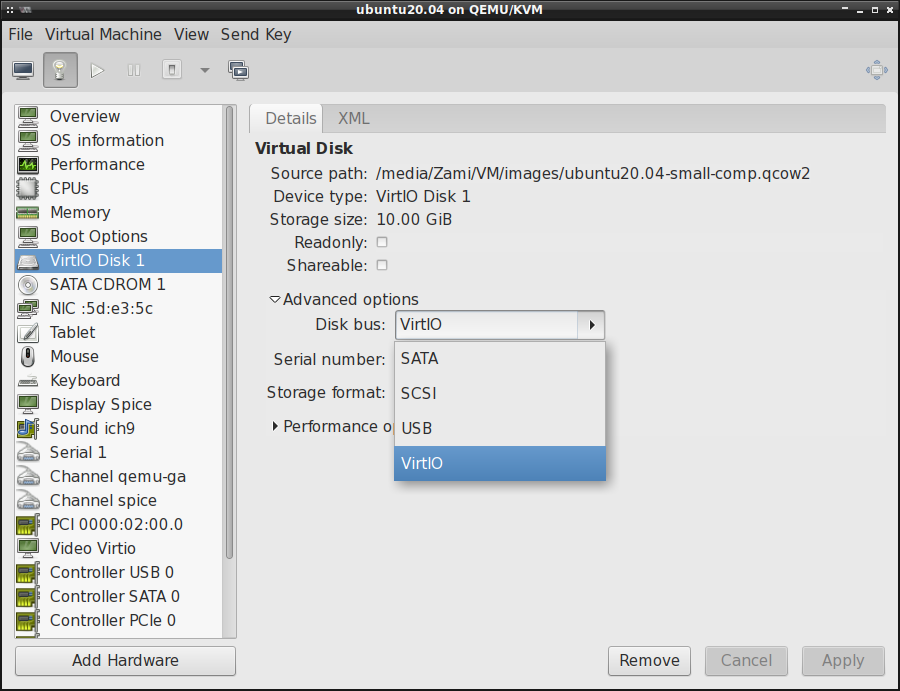 ubuntu20.04 on QEMU/KVM
File Virtual Machine View Send Key
Overview
OS information
Performance
CPUs
Memory
Boot Options
VirtIO Disk 1
SATA CDROM 1
NIC :5d:e3:5c
Tablet
Mouse
Keyboard
Display Spice
Sound ich9
Serial 1
Channel qemu-ga
Channel spice
PCI 0000:02:00.0
Video Virtio
Controller USB 0
Controller SATA 0
Controller PCIe 0
Add Hardware
Details XML
Virtual Disk
Source path: /media/Zami/VM/images/ubuntu20.04-small-comp.qcow2
Device type: VirtIO Disk 1
Storage size: 10.00 GiB
Readonly:
Shareable:
Advanced options
Disk bus: VirtIO
SATA
Serial number:
SCSI
Storage format:
USB
Performance
VirtIO
Remove Cancel Apply